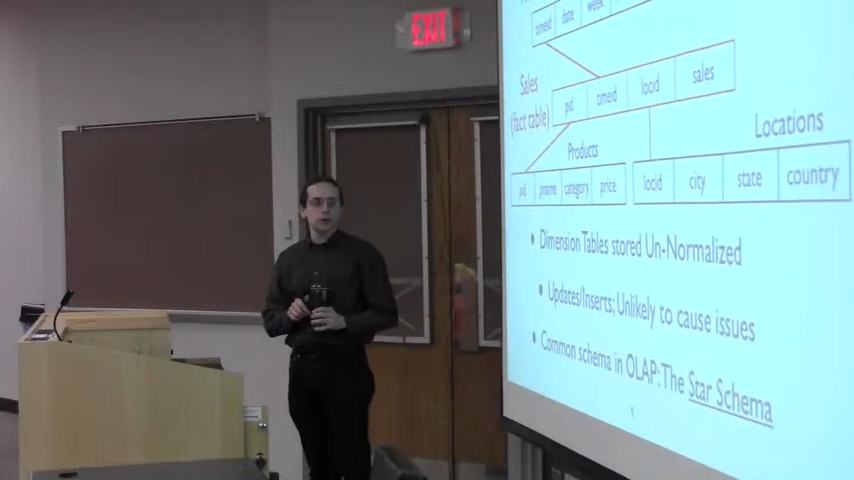 EXIT
timeid date week
Sales
(fact table)
pid timeid locid sales
Products
Locations
pid pname category price
locid city state country
• Dimension Tables stored Un-Normalized
• Updates/Inserts; Unlikely to cause issues
• Common schema in OLAP: The Star Schema